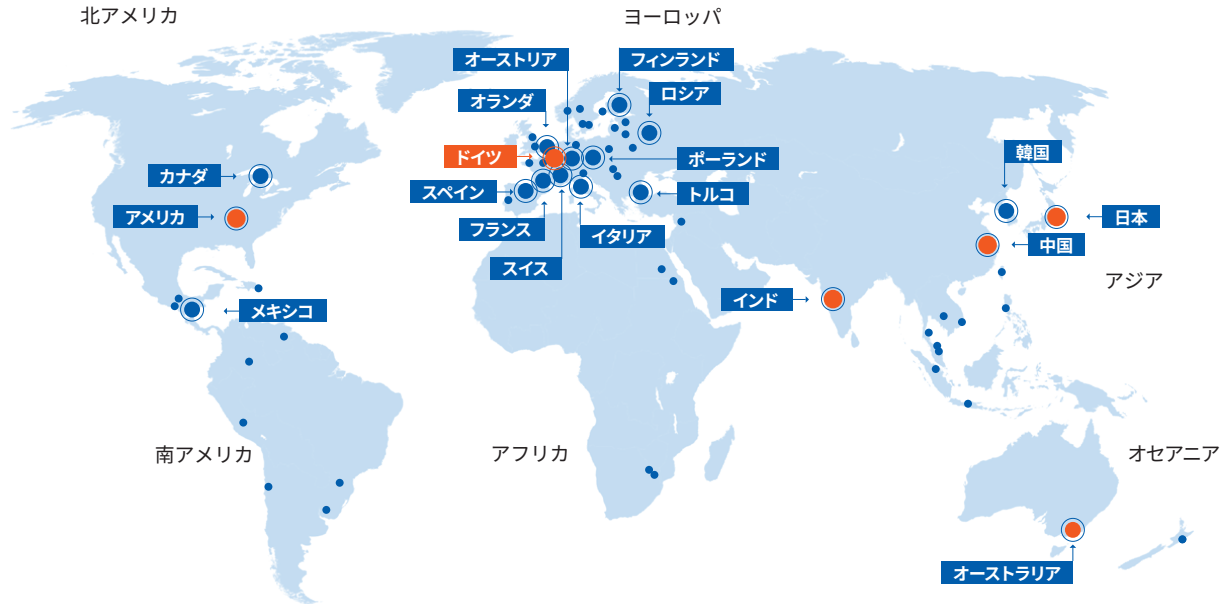 北アメリカ
ヨーロッパ
オーストリア
フィンランド
オランダ
ロシア
ドイツ
ポーランド
韓国
カナダ
スペイン
トルコ
アメリカ
日本
フランス
イタリア
中国
スイス
アジア
インド
メキシコ
南アメリカ
アフリカ
オセアニア
オーストラリア